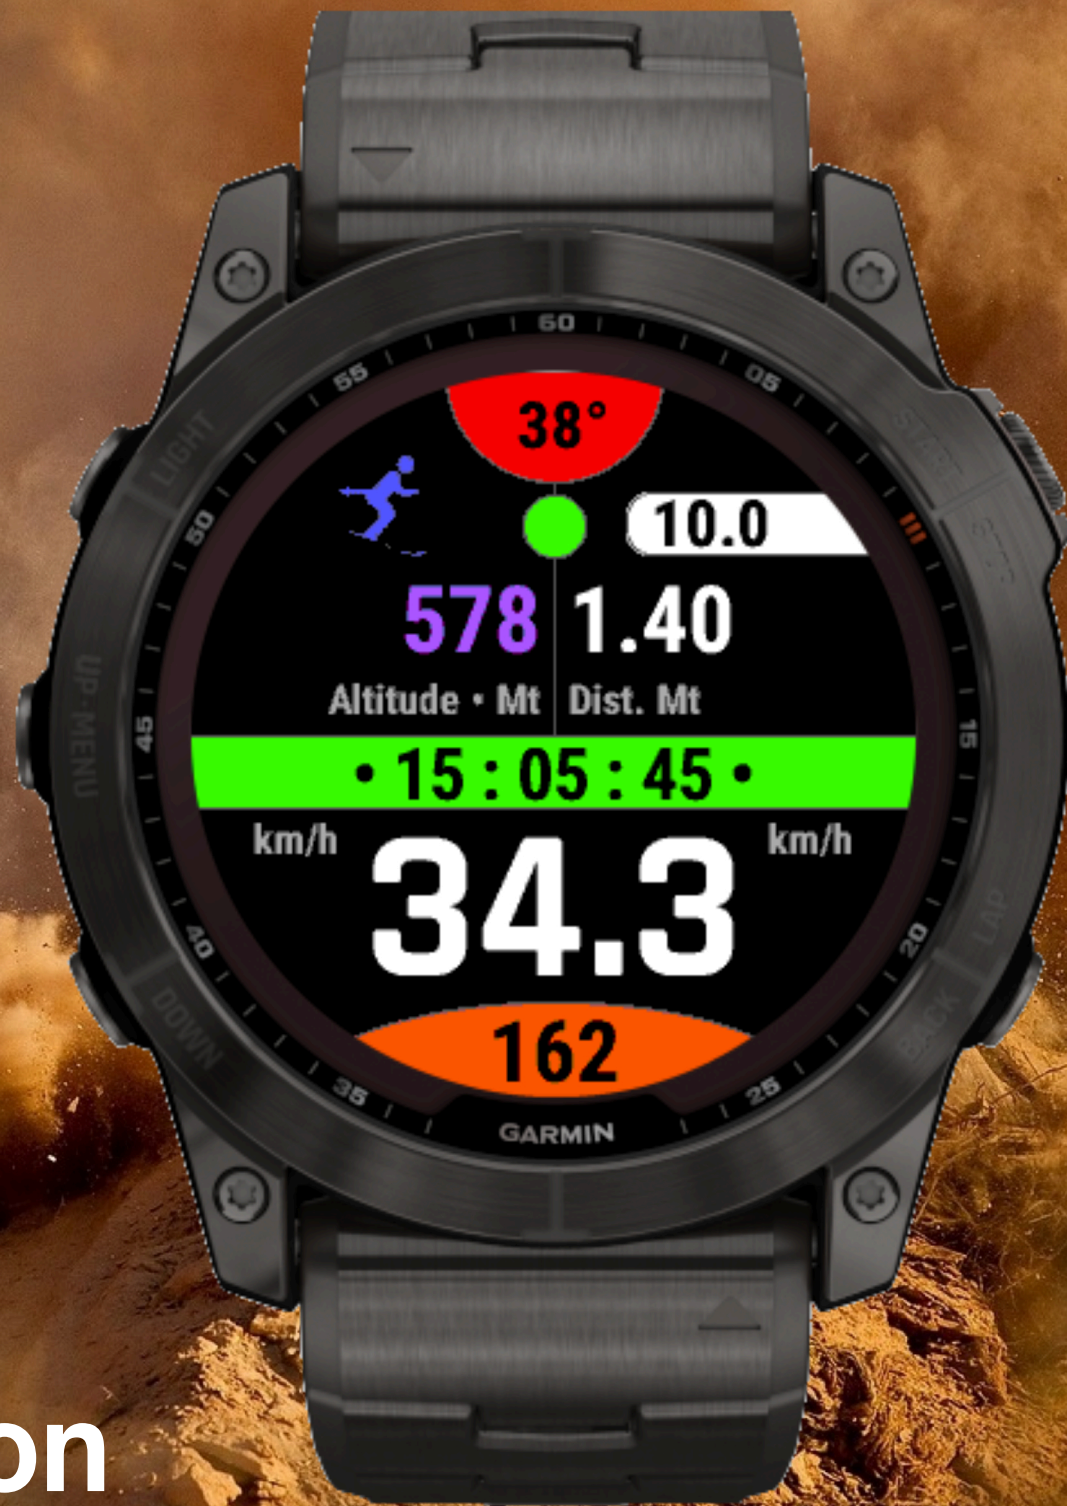 60
55
05
LIGHT
START
STOP
38°
50
10.0
578 1.40
Altitude • Mt Dist. Mt
UP·MENU
45
15
• 15 : 05 : 45 •
km/h 34.3 km/h
40
20
LAP
BACK
DOWN
162
35
25
GARMIN
on